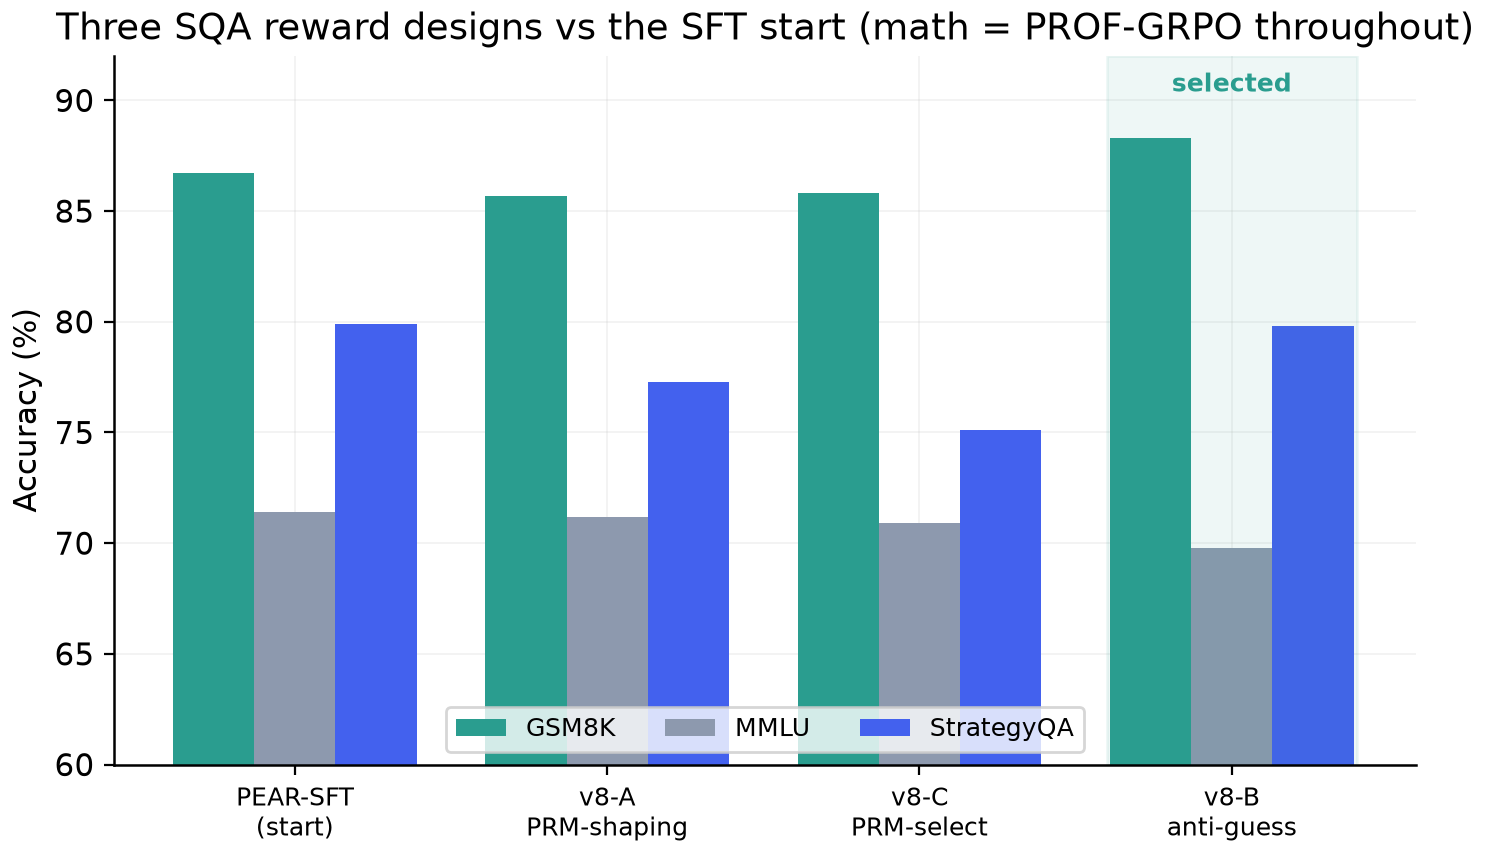 Three SQA reward designs vs the SFT start (math = PROF-GRPO throughout)
selected
Accuracy (%)
90
85
80
75
70
65
60
GSM8K
MMLU
StrategyQA
PEAR-SFT
(start)
v8-A
PRM-shaping
v8-C
PRM-select
v8-B
anti-guess